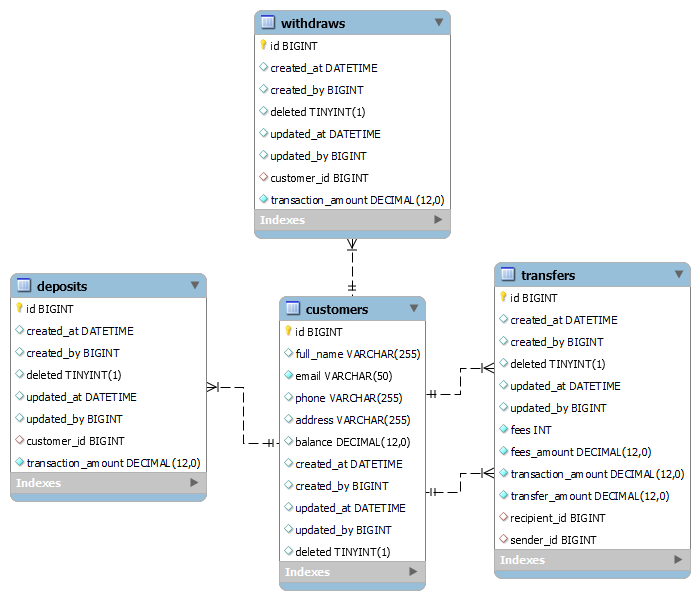 withdraws
id BIGINT
created_at DATETIME
created_by BIGINT
deleted TINYINT(1)
updated_at DATETIME
updated_by BIGINT
customer_id BIGINT
transaction_amount DECIMAL(12,0)
Indexes
deposits
id BIGINT
created_at DATETIME
created_by BIGINT
deleted TINYINT(1)
updated_at DATETIME
updated_by BIGINT
customer_id BIGINT
transaction_amount DECIMAL(12,0)
Indexes
customers
id BIGINT
full_name VARCHAR(255)
email VARCHAR(50)
phone VARCHAR(255)
address VARCHAR(255)
balance DECIMAL(12,0)
created_at DATETIME
created_by BIGINT
updated_at DATETIME
updated_by BIGINT
deleted TINYINT(1)
Indexes
transfers
id BIGINT
created_at DATETIME
created_by BIGINT
deleted TINYINT(1)
updated_at DATETIME
updated_by BIGINT
fees INT
fees_amount DECIMAL(12,0)
transaction_amount DECIMAL(12,0)
transfer_amount DECIMAL(12,0)
recipient_id BIGINT
sender_id BIGINT
Indexes